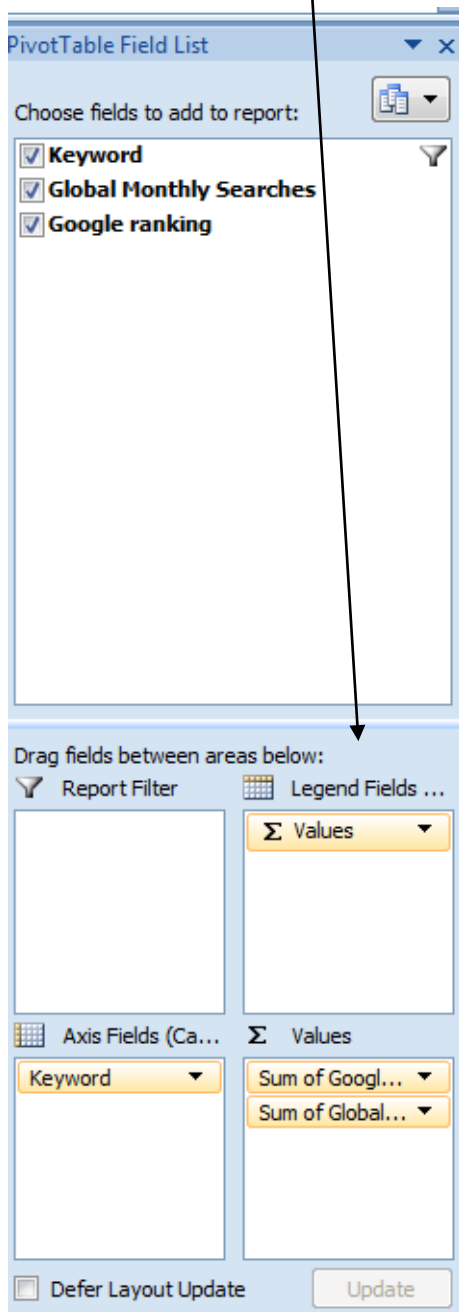 PivotTable Field List
Choose fields to add to report:
Keyword
Global Monthly Searches
Google ranking
Drag fields between areas below:
Report Filter
Legend Fields ...
Σ Values
Axis Fields (Ca...
Σ Values
Keyword
Sum of Googl...
Sum of Global...
Defer Layout Update
Update